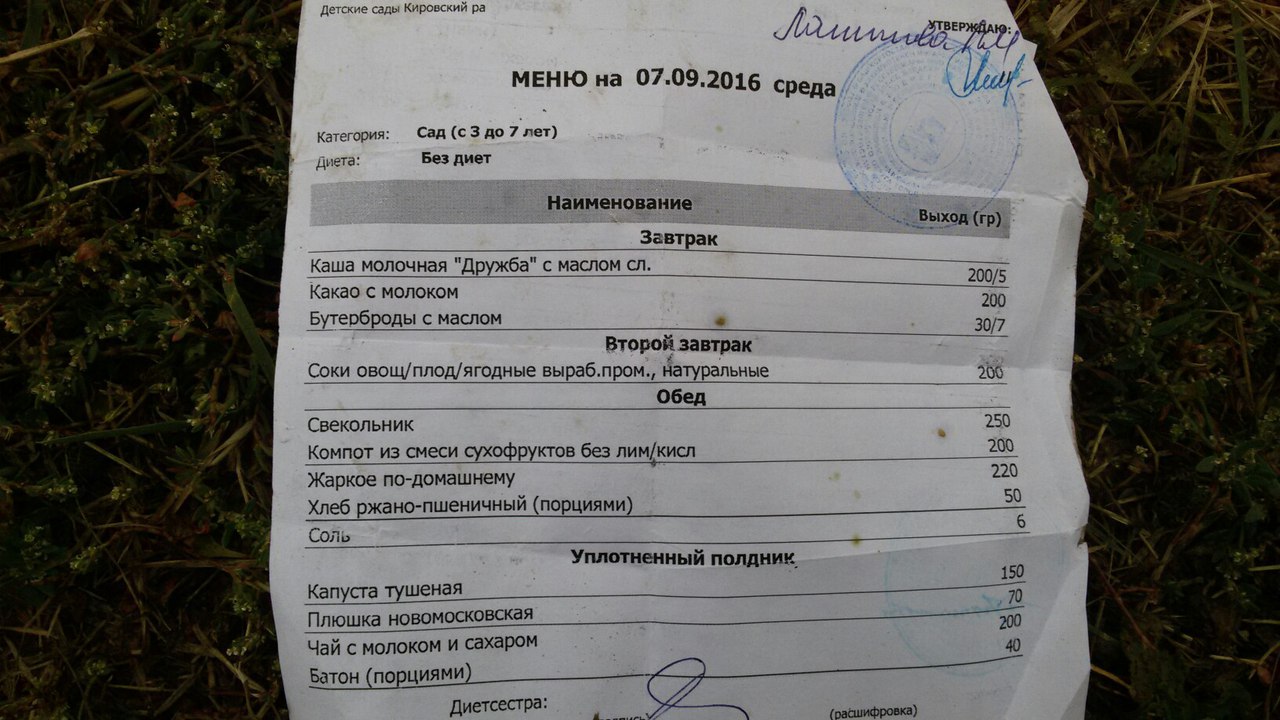 Детские сады Кировский ра
УТВЕРЖДАЮ:
МЕНЮ на 07.09.2016 среда
Категория: Сад (с 3 до 7 лет)
Диета: Без диет
Наименование Выход (гр)
Завтрак
Каша молочная "Дружба" с маслом сл. 200/5
Какао с молоком 200
Бутерброды с маслом 30/7
Второй завтрак
Соки овощ/плод/ягодные выраб.пром., натуральные 200
Обед
Свекольник 250
Компот из смеси сухофруктов без лим/кисл 200
Жаркое по-домашнему 220
Хлеб ржано-пшеничный (порциями) 50
Соль 6
Уплотненный полдник
Капуста тушеная 150
Плюшка новомосковская 70
Чай с молоком и сахаром 200
Батон (порциями) 40
Диетсестра: (расшифровка)